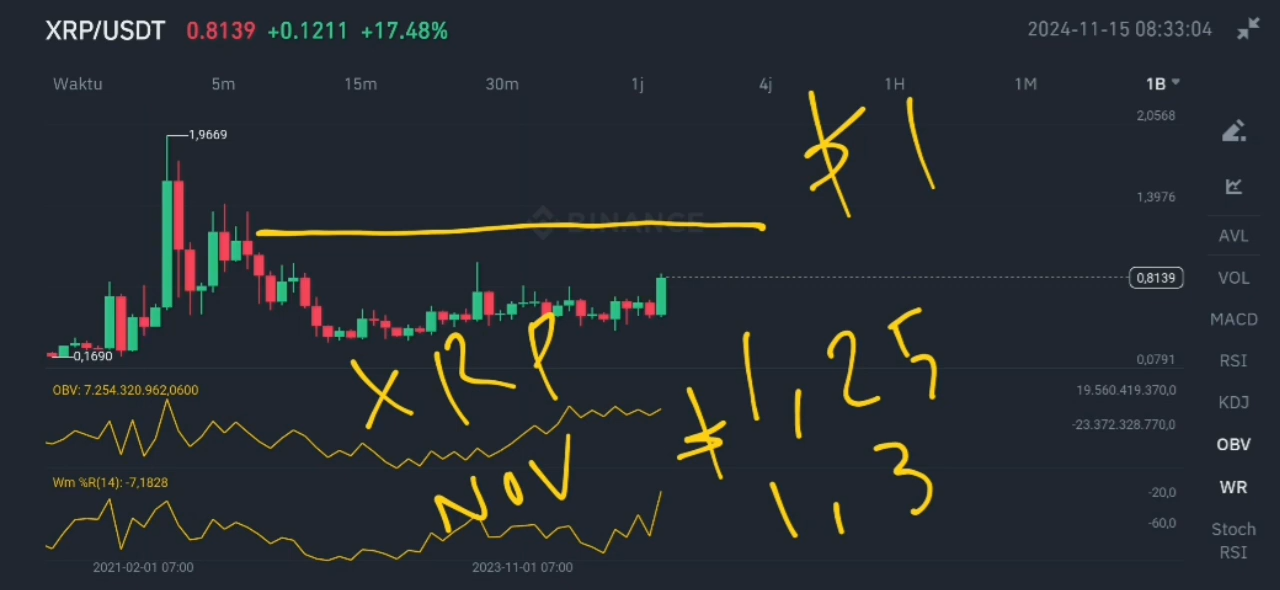 XRP/USDT 0.8139 +0.1211 +17.48% 2024-11-15 08:33:04
Waktu 5m 15m 30m 1j 4j 1H 1M 1B
2,0568
$ 1
1,9669
1,3976
AVL
BINANCE
0,8139
VOL
MACD
0,1690
0,0791
RSI
OBV: 7.254.320.962,0600
19.560.419.370,0
KDJ
XRP
$ 1,25
-23.372.328.770,0
OBV
Wm %R(14): -7,1828
NOV
1,3
-20,0
WR
-60,0
Stoch
RSI
2021-02-01 07:00 2023-11-01 07:00